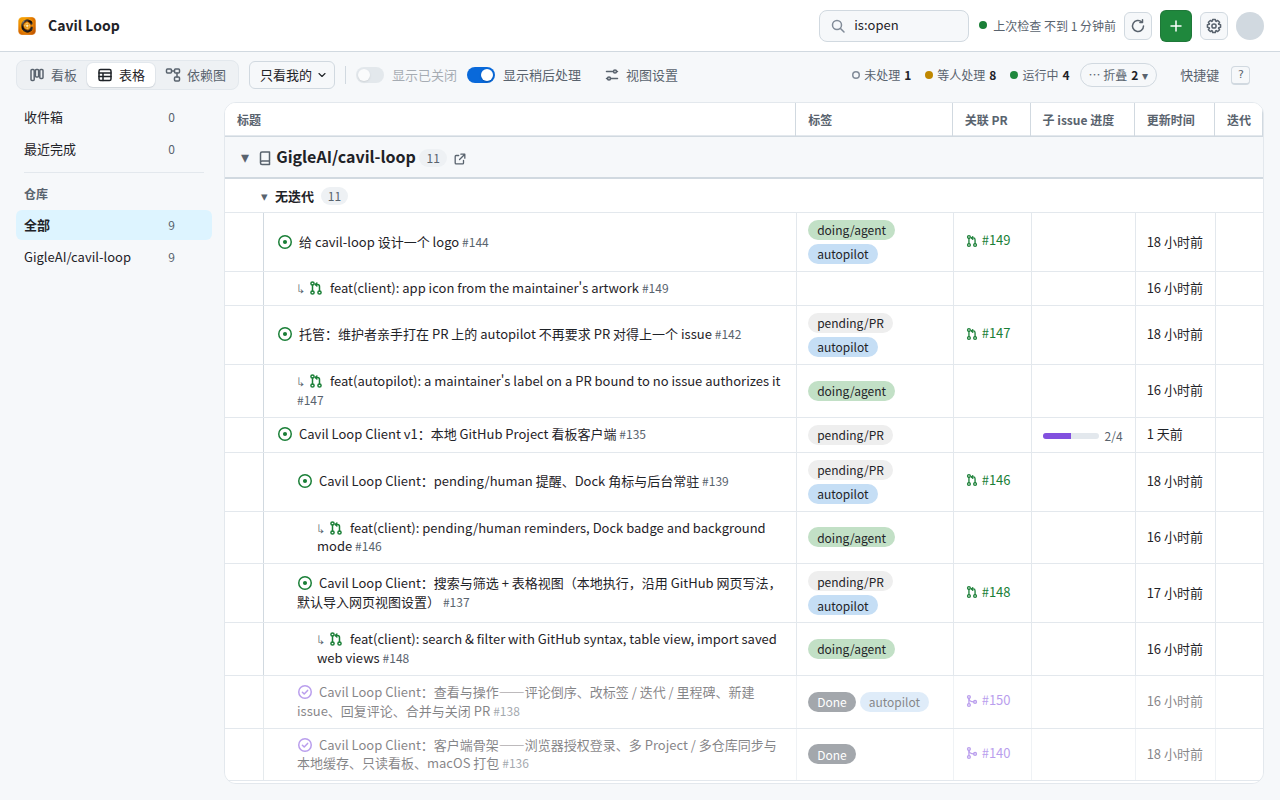 Cavil Loop
is:open
上次检查 不到 1 分钟前
看板
表格
依赖图
只看我的
显示已关闭
显示稍后处理
视图设置
未处理 1
等人处理 8
运行中 4
··· 折叠 2 ▾
快捷键
?
收件箱 0
最近完成 0
仓库
全部 9
GigleAI/cavil-loop 9
标题 标签 关联 PR 子 issue 进度 更新时间 迭代
GigleAI/cavil-loop 11
无迭代 11
给 cavil-loop 设计一个 logo #144
doing/agent
autopilot
#149
18 小时前
↳ feat(client): app icon from the maintainer's artwork #149
16 小时前
托管：维护者亲手打在 PR 上的 autopilot 不再要求 PR 对得上一个 issue #142
pending/PR
autopilot
#147
18 小时前
↳ feat(autopilot): a maintainer's label on a PR bound to no issue authorizes it
#147
doing/agent
16 小时前
Cavil Loop Client v1：本地 GitHub Project 看板客户端 #135
pending/PR
2/4
1 天前
Cavil Loop Client：pending/human 提醒、Dock 角标与后台常驻 #139
pending/PR
autopilot
#146
18 小时前
↳ feat(client): pending/human reminders, Dock badge and background
mode #146
doing/agent
16 小时前
Cavil Loop Client：搜索与筛选 + 表格视图（本地执行，沿用 GitHub 网页写法，
默认导入网页视图设置） #137
pending/PR
autopilot
#148
17 小时前
↳ feat(client): search & filter with GitHub syntax, table view, import saved
web views #148
doing/agent
16 小时前
Cavil Loop Client：查看与操作——评论倒序、改标签 / 迭代 / 里程碑、新建
issue、回复评论、合并与关闭 PR #138
Done
autopilot
#150
16 小时前
Cavil Loop Client：客户端骨架——浏览器授权登录、多 Project / 多仓库同步与
本地缓存、只读看板、macOS 打包 #136
Done
#140
18 小时前